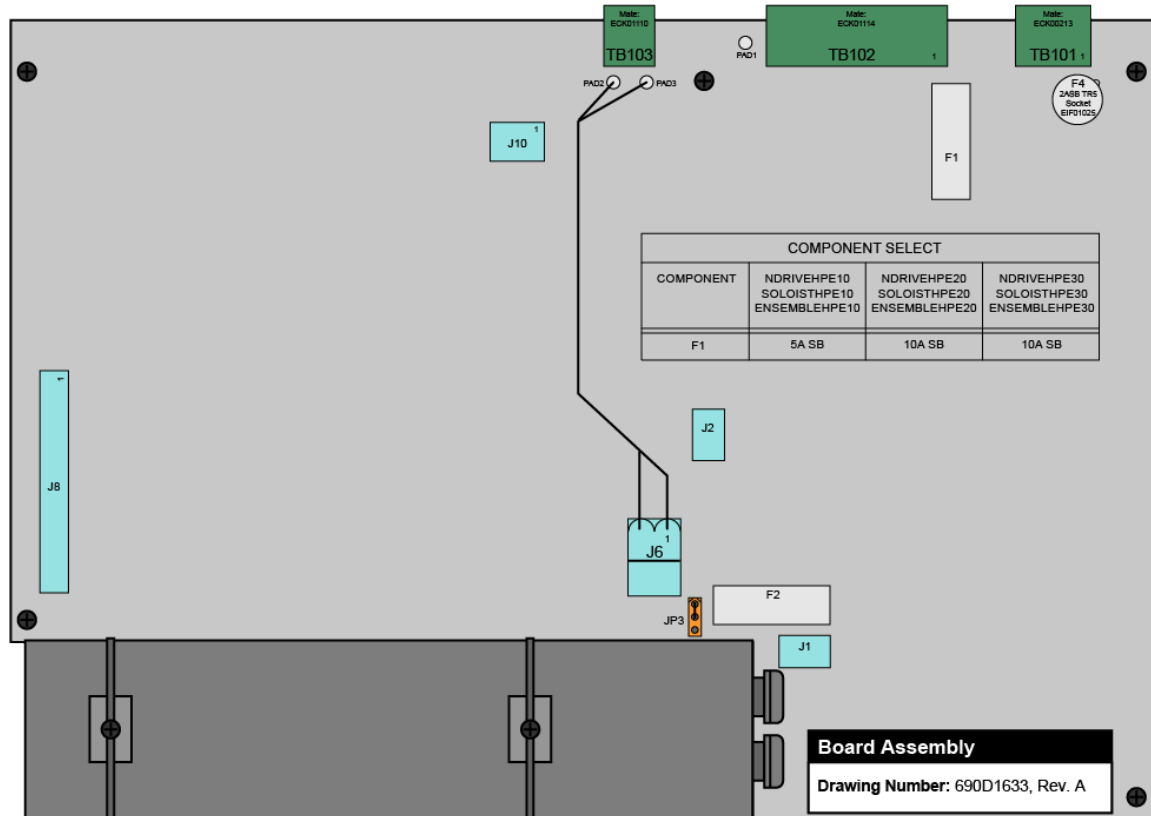 Mate:
ECK01110
TB103
Mate:
ECK01114
TB102
1
Mate:
ECK00213
TB101
1
PAD1
PAD2
PAD3
F4
2ASB TR5
Socket
EIF01025
J10
1
F1
COMPONENT SELECT
COMPONENT
NDRIVEHPE10
SOLOISTHPE10
ENSEMBLEHPE10
NDRIVEHPE20
SOLOISTHPE20
ENSEMBLEHPE20
NDRIVEHPE30
SOLOISTHPE30
ENSEMBLEHPE30
F1
5A SB
10A SB
10A SB
1
J8
J2
1
J6
JP3
F2
J1
Board Assembly
Drawing Number: 690D1633, Rev. A